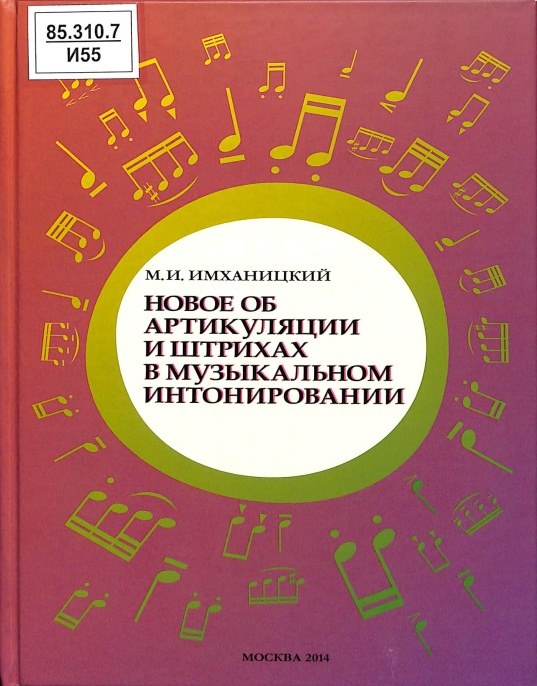 85.310.7
И55
М.И. ИМХАНИЦКИЙ
НОВОЕ ОБ
АРТИКУЛЯЦИИ
И ШТРИХАХ
В МУЗЫКАЛЬНОМ
ИНТОНИРОВАНИИ
МОСКВА 2014